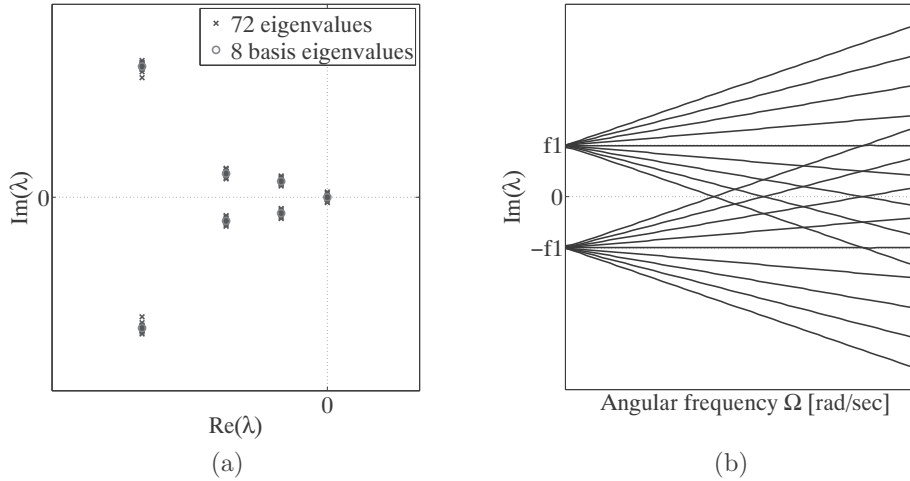 × 72 eigenvalues
○ 8 basis eigenvalues
Im(λ)
0
0
Re(λ)
(a)
f1
0
−f1
Im(λ)
Angular frequency Ω [rad/sec]
(b)